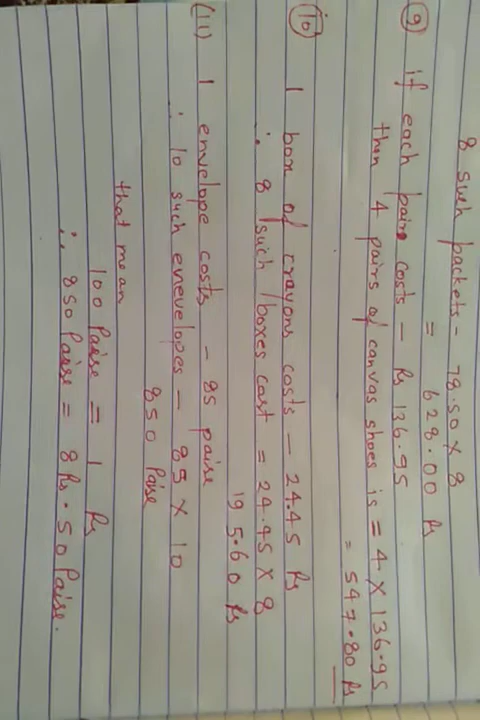 8 such packets - 78.50 X 8
= 628.00 Rs
9 If each pair costs - Rs 136.95
then 4 pairs of canvas shoes is = 4 X 136.95
= 547.80 Rs
10 1 box of crayons costs - 24.45 Rs
∴ 8 such boxes cost = 24.45 X 8
195.60 Rs
(11) 1 envelope costs - 85 paise
∴ 10 such enevelopes - 85 X 10
850 Paise
that mean
100 Paise = 1 Rs
∴ 850 Paise = 8 Rs . 50 Paise.